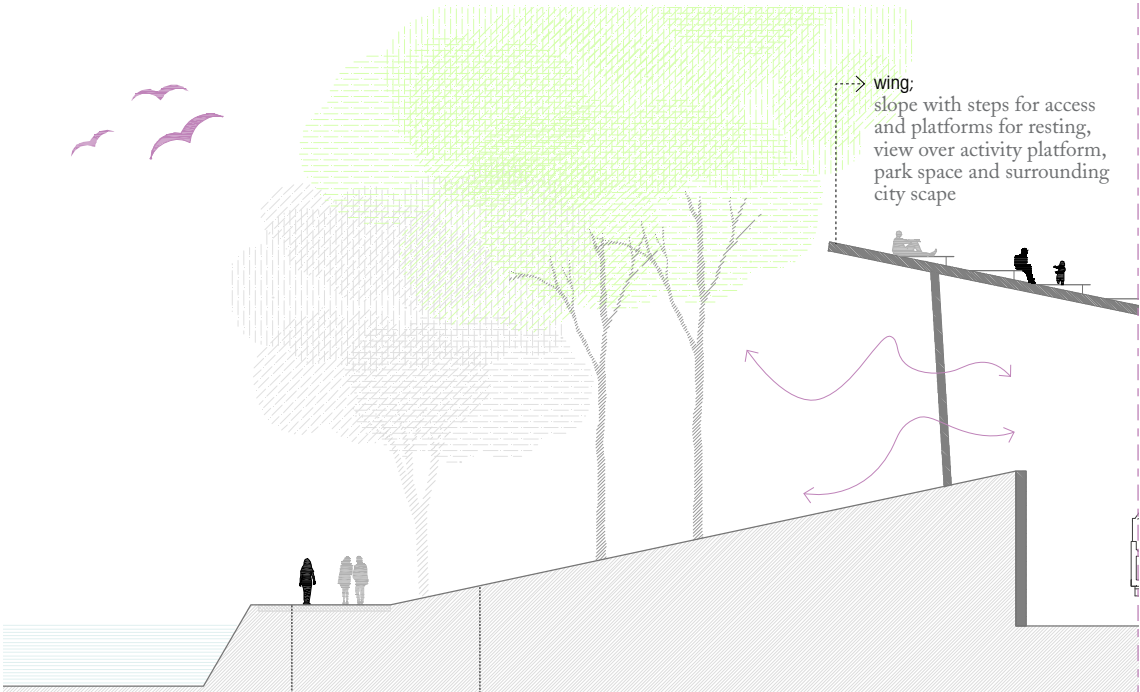 wing;
slope with steps for access
and platforms for resting,
view over activity platform,
park space and surrounding
city scape